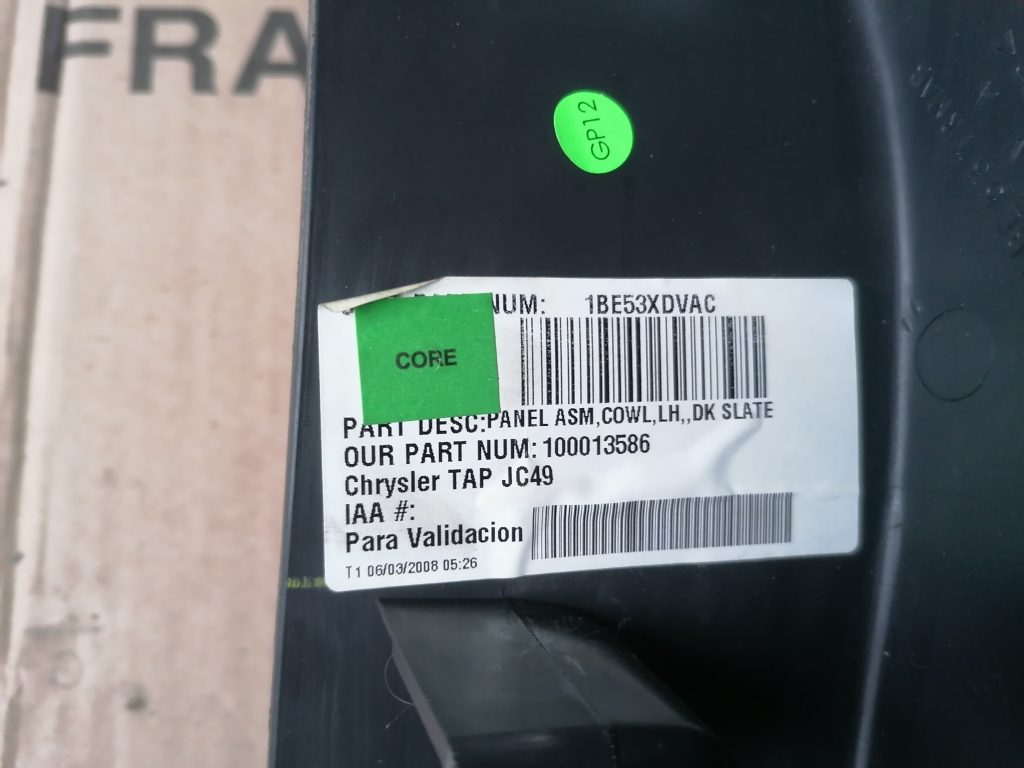 FRA
GP12
NUM: 1BE53XDVAC
CORE
PART DESC:PANEL ASM,COWL,LH,,DK SLATE
OUR PART NUM: 100013586
Chrysler TAP JC49
IAA #:
Para Validacion
T1 06/03/2008 05:26